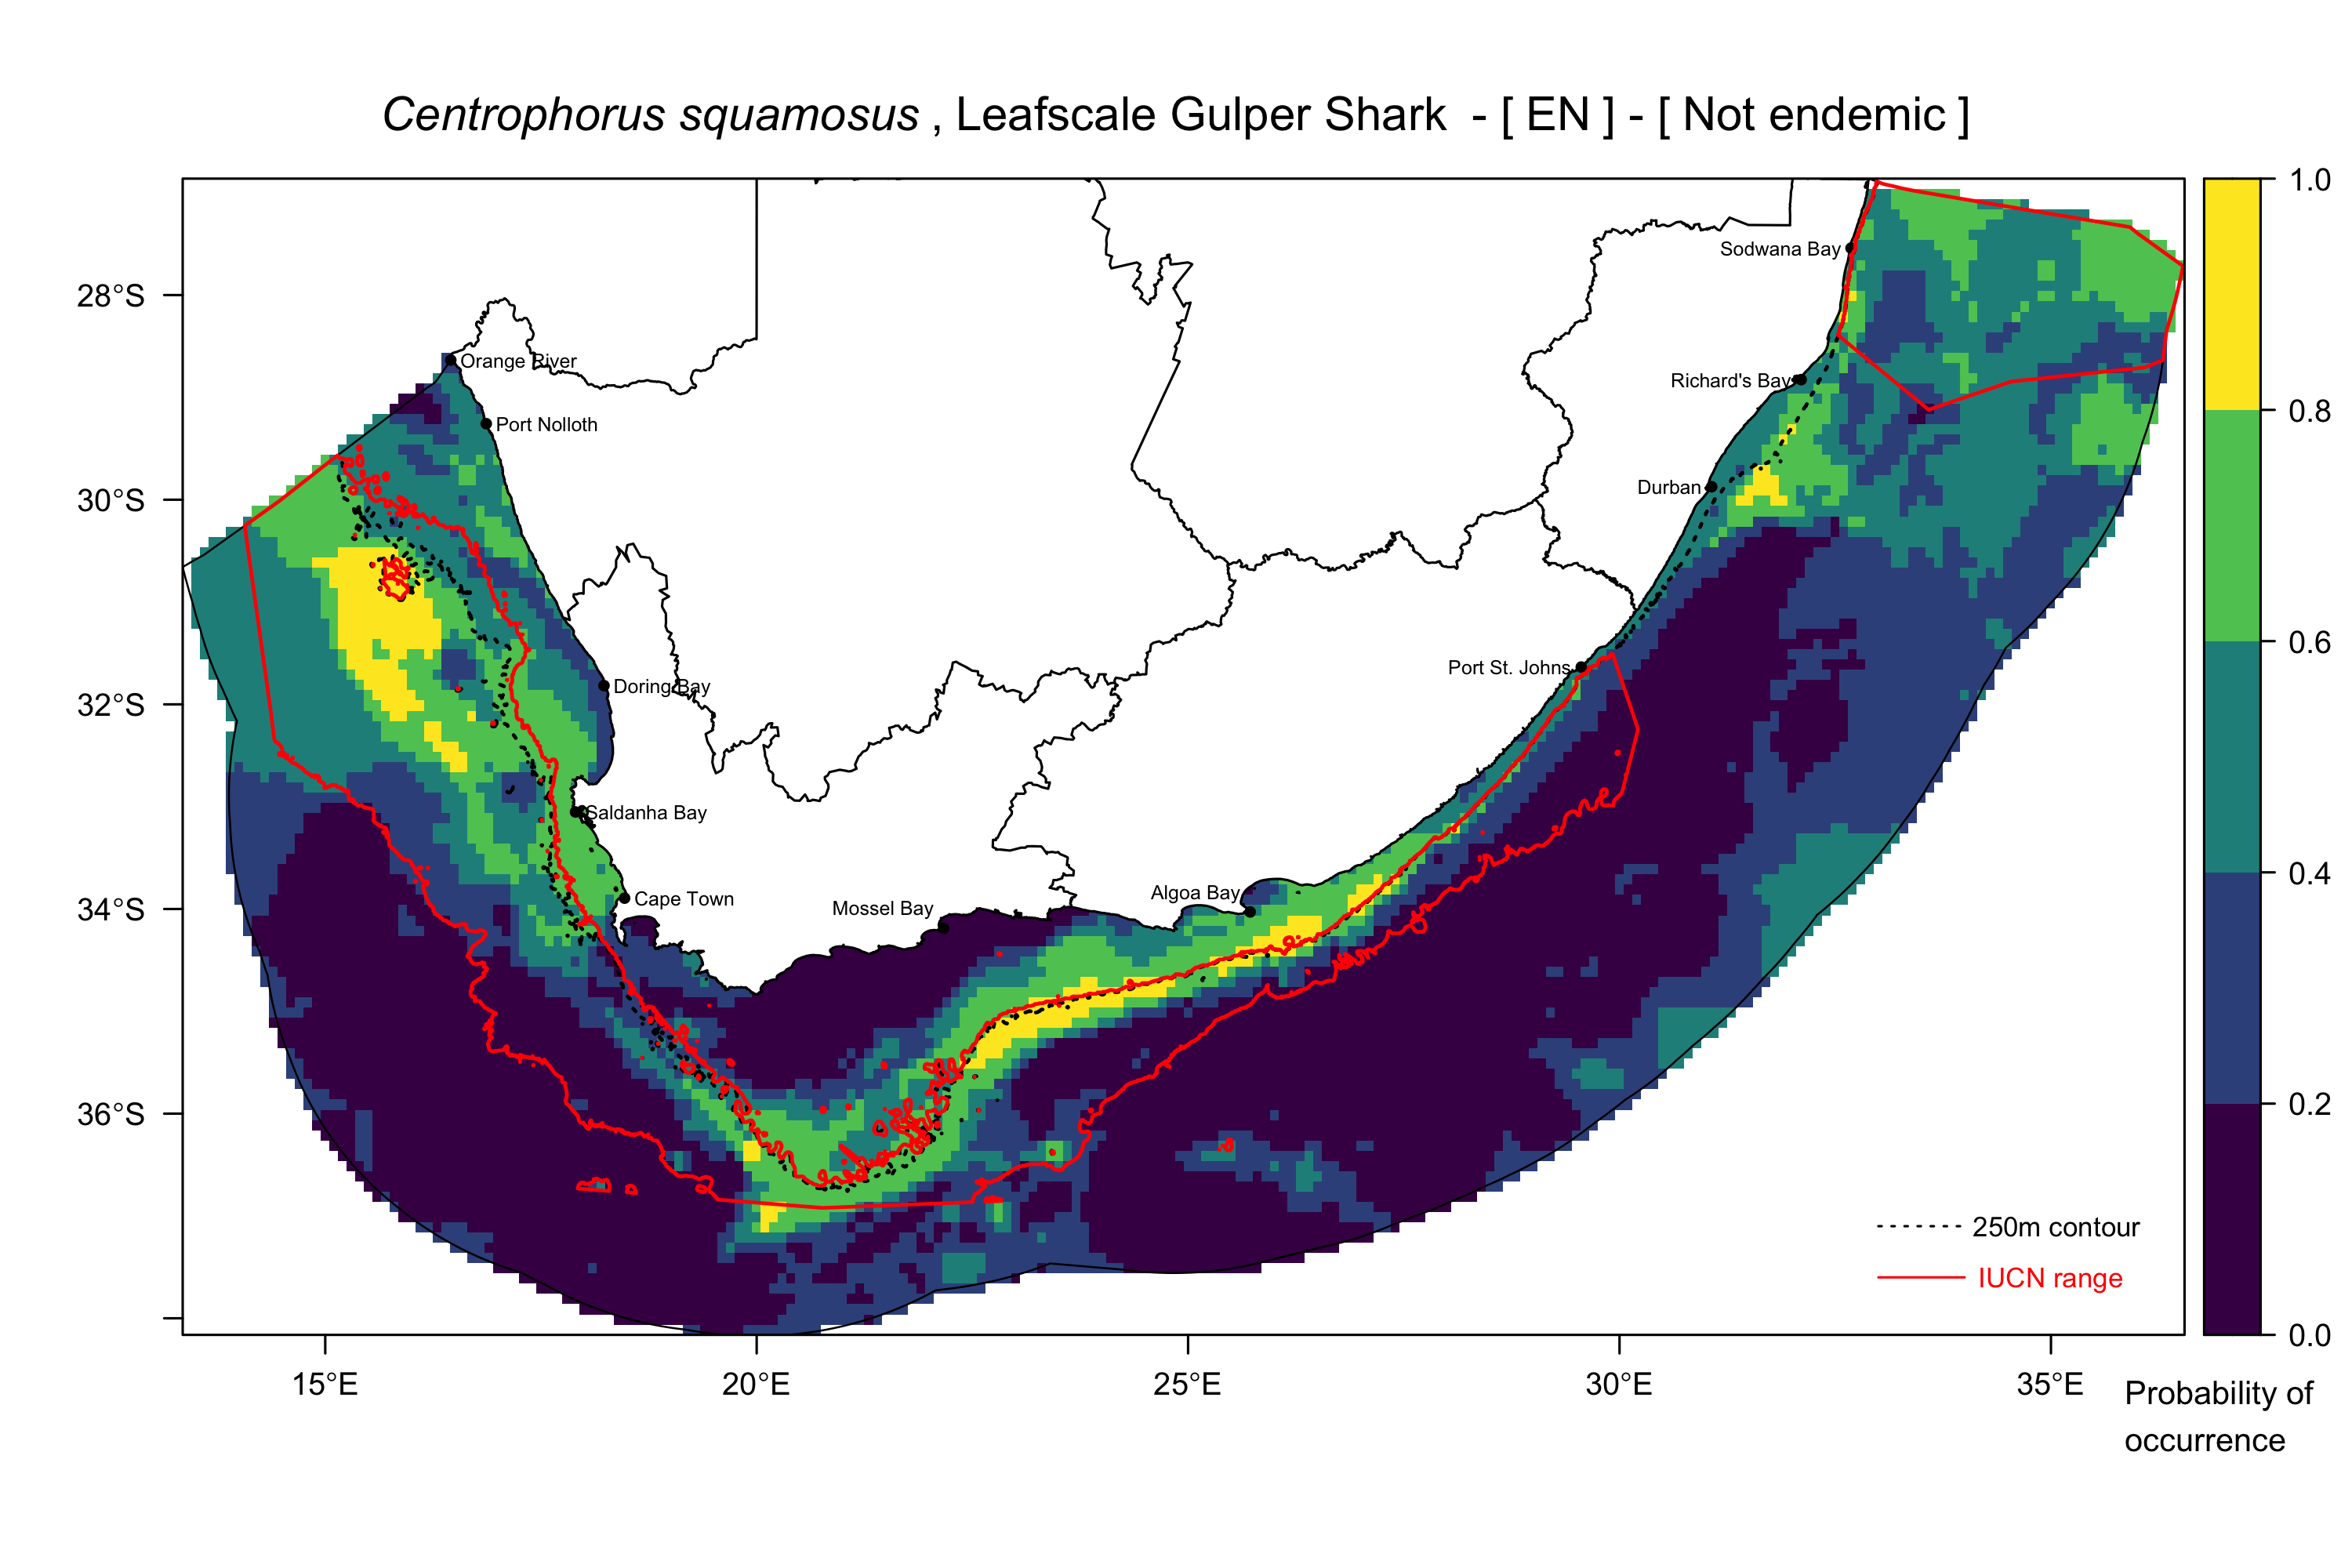 Centrophorus squamosus , Leafscale Gulper Shark - [ EN ] - [ Not endemic ]
1.0
Sodwana Bay
28°S
Orange River
Richard's Bay
0.8
Port Nolloth
Durban
30°S
0.6
Port St. Johns
Doring Bay
32°S
Saldanha Bay
0.4
Algoa Bay
Cape Town
Mossel Bay
34°S
0.2
36°S
250m contour
IUCN range
0.0
15°E
20°E
25°E
30°E
35°E
Probability of
occurrence